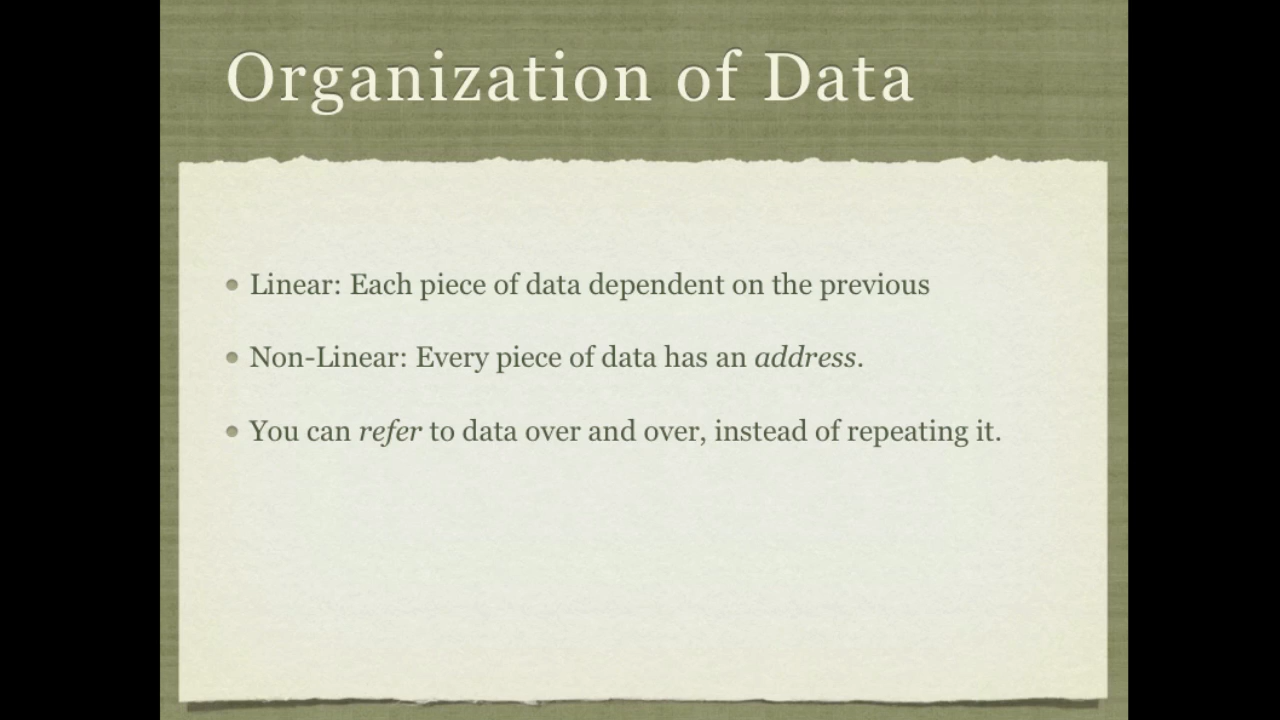 Organization of Data
Linear: Each piece of data dependent on the previous
Non-Linear: Every piece of data has an address.
You can refer to data over and over, instead of repeating it.